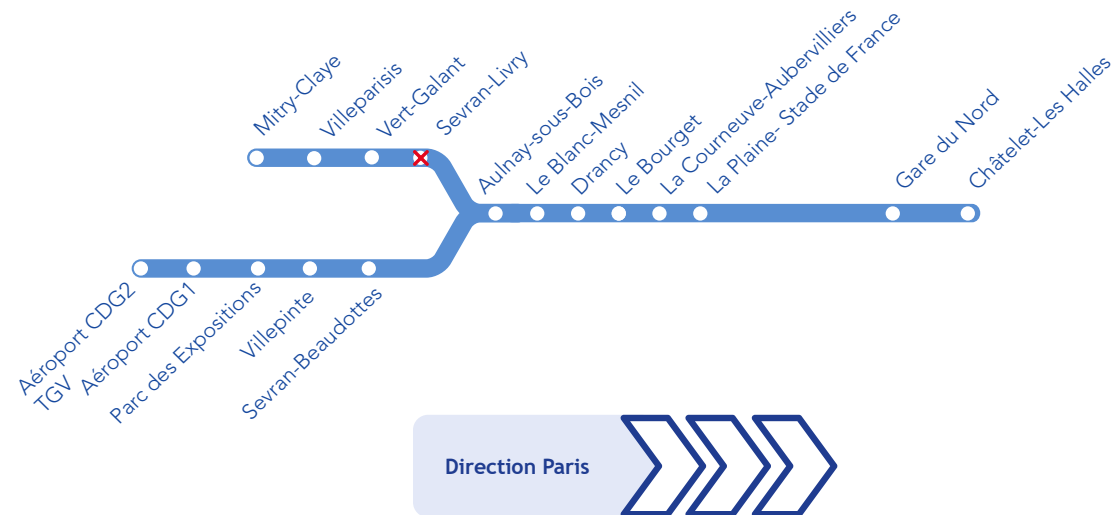 Mitry-Claye
Villeparisis
Vert-Galant
Sevran-Livry
Aulnay-sous-Bois
Le Blanc-Mesnil
Drancy
Le Bourget
La Courneuve-Aubervilliers
La Plaine- Stade de France
Gare du Nord
Châtelet-Les Halles
Aéroport CDG2
TGV
Aéroport CDG1
Parc des Expositions
Villepinte
Sevran-Beaudottes
Direction Paris